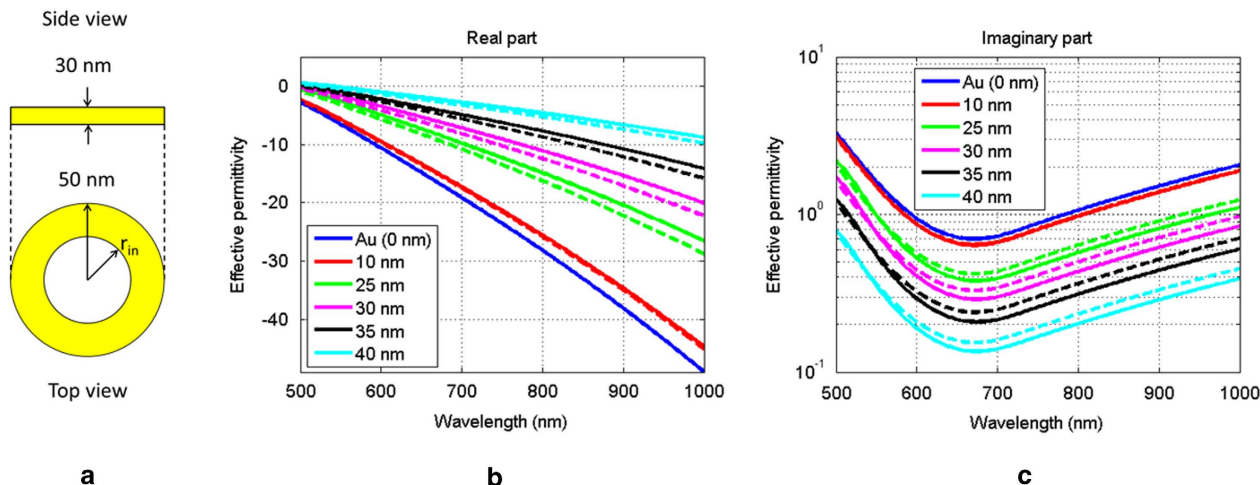 Side view
30 nm
50 nm
r_in
Top view
a
Real part
Effective permittivity
0
-10
-20
-30
-40
Au (0 nm)
10 nm
25 nm
30 nm
35 nm
40 nm
500 600 700 800 900 1000
Wavelength (nm)
b
Imaginary part
Effective permittivity
10^1
10^0
10^-1
Au (0 nm)
10 nm
25 nm
30 nm
35 nm
40 nm
500 600 700 800 900 1000
Wavelength (nm)
c